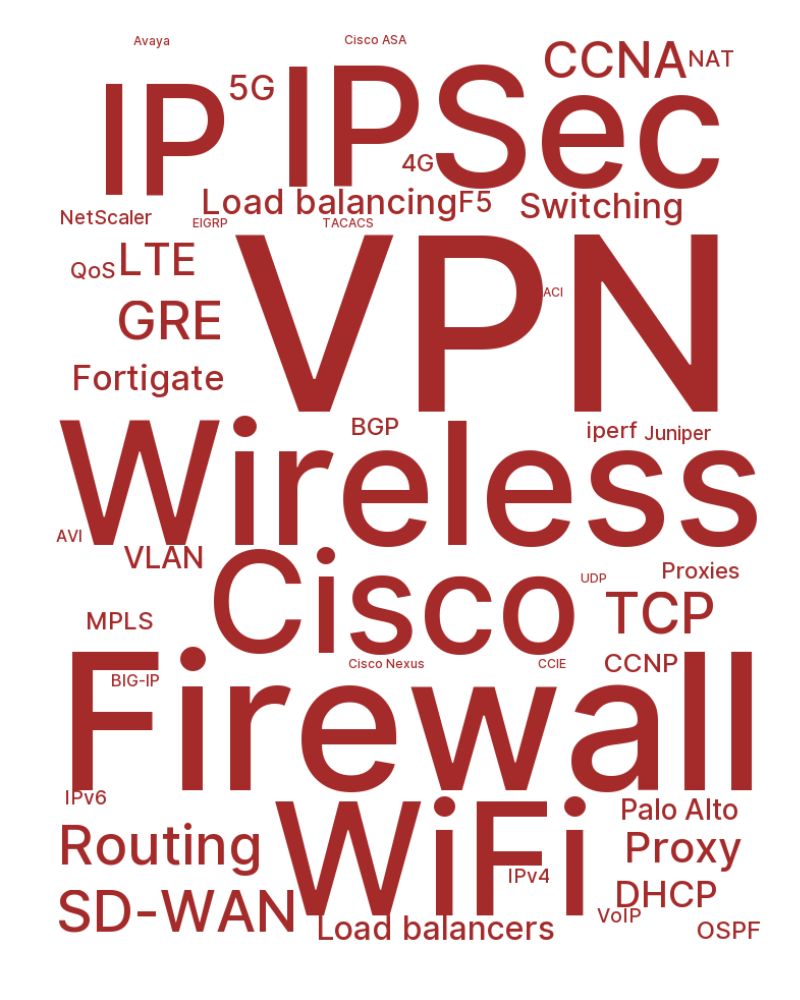 Avaya
Cisco ASA
CCNA
NAT
5G
IP
IPSec
4G
Load balancing
F5
Switching
NetScaler
EIGRP
TACACS
QoS
LTE
VPN
ACI
GRE
Fortigate
BGP
iperf
Juniper
Wireless
AVI
VLAN
Cisco
UDP
Proxies
TCP
MPLS
Cisco Nexus
CCIE
CCNP
BIG-IP
Firewall
IPv6
Palo Alto
Routing
WiFi
Proxy
IPv4
DHCP
SD-WAN
VoIP
Load balancers
OSPF